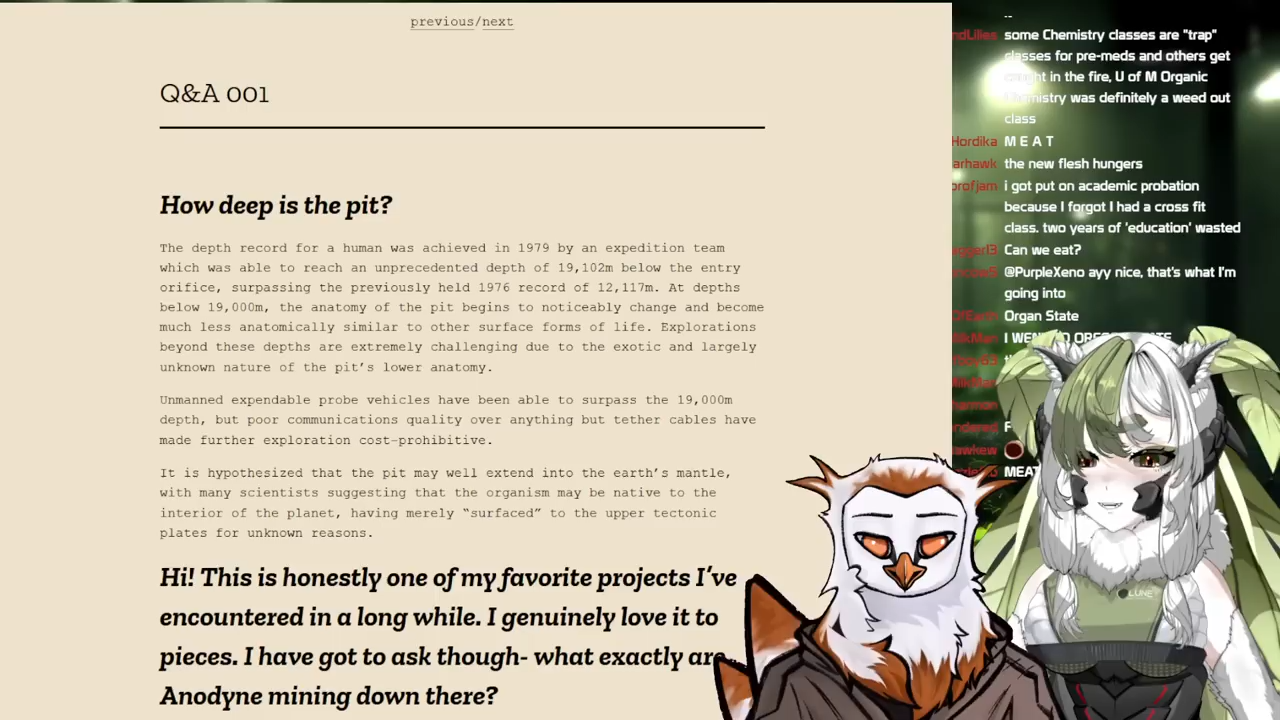 previous/next
Q&A 001
How deep is the pit?
The depth record for a human was achieved in 1979 by an expedition team
which was able to reach an unprecedented depth of 19,102m below the entry
orifice, surpassing the previously held 1976 record of 12,117m. At depths
below 19,000m, the anatomy of the pit begins to noticeably change and become
much less anatomically similar to other surface forms of life. Explorations
beyond these depths are extremely challenging due to the exotic and largely
unknown nature of the pit’s lower anatomy.
Unmanned expendable probe vehicles have been able to surpass the 19,000m
depth, but poor communications quality over anything but tether cables have
made further exploration cost-prohibitive.
It is hypothesized that the pit may well extend into the earth’s mantle,
with many scientists suggesting that the organism may be native to the
interior of the planet, having merely “surfaced” to the upper tectonic
plates for unknown reasons.
Hi! This is honestly one of my favorite projects I’ve
encountered in a long while. I genuinely love it to
pieces. I have got to ask though- what exactly are
Anodyne mining down there?
ndLilies some Chemistry classes are "trap"
classes for pre-meds and others get
caught in the fire, U of M Organic
Chemistry was definitely a weed out
class
Hordika M E A T
arhawk the new flesh hungers
profjam i got put on academic probation
because I forgot I had a cross fit
class. two years of 'education' wasted
Can we eat?
@PurpleXeno ayy nice, that's what I'm
going into
Organ State
MEAT
LUNE